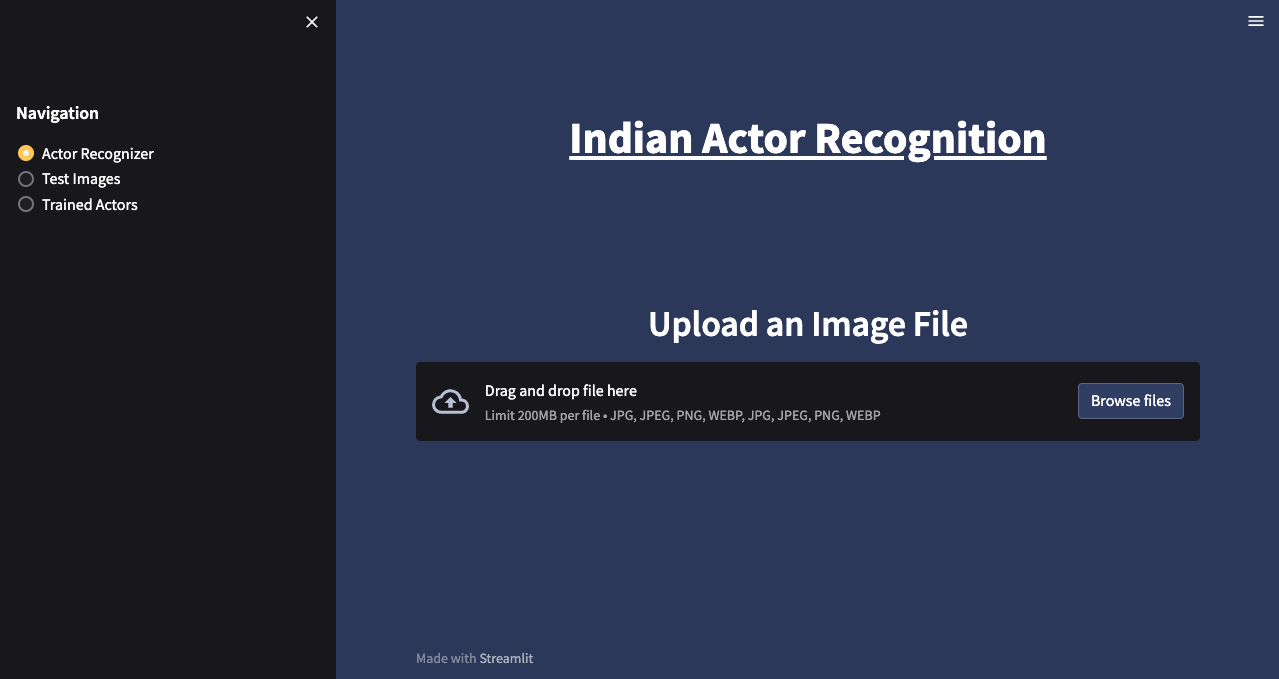 Navigation
Actor Recognizer
Test Images
Trained Actors
Indian Actor Recognition
Upload an Image File
Drag and drop file here
Limit 200MB per file • JPG, JPEG, PNG, WEBP, JPG, JPEG, PNG, WEBP
Browse files
Made with Streamlit